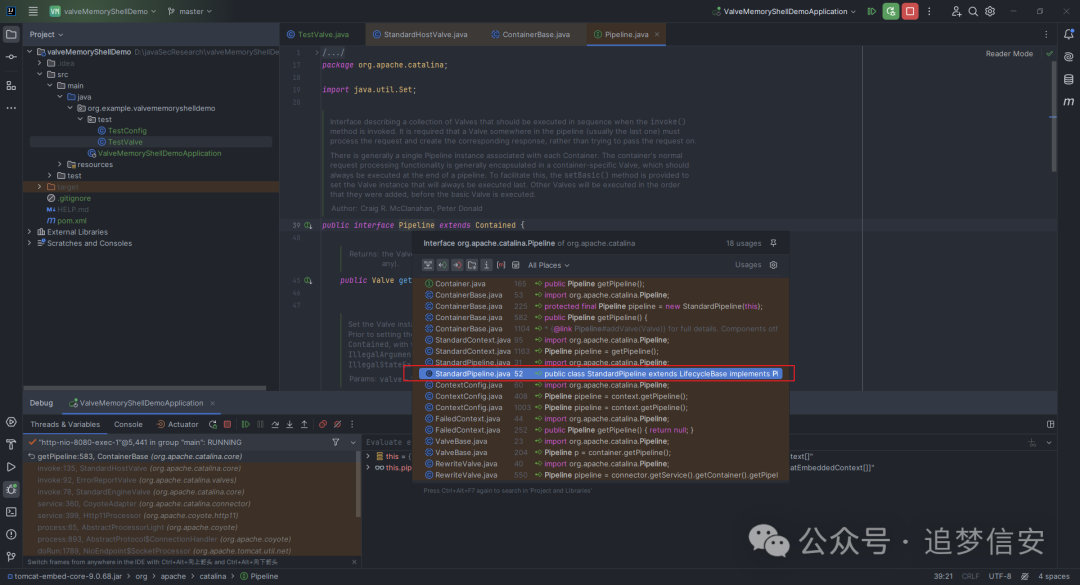 VM valveMemoryShellDemo master ValveMemoryShellDemoApplication
Project
TestValve.java StandardHostValve.java ContainerBase.java Pipeline.java
valveMemoryShellDemo D:\javaSecResearch\valveMemoryShellDe
.idea
src
main
java
org.example.valvememoryshelldemo
test
TestConfig
TestValve
ValveMemoryShellDemoApplication
resources
test
target
.gitignore
HELP.md
pom.xml
External Libraries
Scratches and Consoles
Reader Mode
1 /.../
17 package org.apache.catalina;
18
19 import java.util.Set;
20
Interface describing a collection of Valves that should be executed in sequence when the invoke()
method is invoked. It is required that a Valve somewhere in the pipeline (usually the last one) must
process the request and create the corresponding response, rather than trying to pass the request on.
There is generally a single Pipeline instance associated with each Container. The container's normal
request processing functionality is generally encapsulated in a container-specific Valve, which should
always be executed at the end of a pipeline. To facilitate this, the setBasic() method is provided to
set the Valve instance that will always be executed last. Other Valves will be executed in the order
that they were added, before the basic Valve is executed.
Author: Craig R. McClanahan, Peter Donald
39 public interface Pipeline extends Contained {
40
Returns: the Valve
any).
45 public Valve get
46
47
Set the Valve inst
Prior to setting the
Contained, with
IllegalArgumen
IllegalStateEx
Params: valve
Interface org.apache.catalina.Pipeline of org.apache.catalina 18 usages
All Places Usages
Container.java 165 public Pipeline getPipeline();
ContainerBase.java 53 import org.apache.catalina.Pipeline;
ContainerBase.java 225 protected final Pipeline pipeline = new StandardPipeline(this);
ContainerBase.java 582 public Pipeline getPipeline() {
ContainerBase.java 1104 * {@link Pipeline#addValve(Valve)} for full details. Components oth
StandardContext.java 95 import org.apache.catalina.Pipeline;
StandardContext.java 1163 Pipeline pipeline = getPipeline();
StandardPipeline.java 31 import org.apache.catalina.Pipeline;
StandardPipeline.java 52 public class StandardPipeline extends LifecycleBase implements Pi
ContextConfig.java 60 import org.apache.catalina.Pipeline;
ContextConfig.java 408 Pipeline pipeline = context.getPipeline();
ContextConfig.java 1003 Pipeline pipeline = context.getPipeline();
FailedContext.java 44 import org.apache.catalina.Pipeline;
FailedContext.java 252 public Pipeline getPipeline() { return null; }
ValveBase.java 23 import org.apache.catalina.Pipeline;
ValveBase.java 204 Pipeline p = container.getPipeline();
RewriteValve.java 40 import org.apache.catalina.Pipeline;
RewriteValve.java 550 Pipeline pipeline = connector.getService().getContainer().getPipel
Press Ctrl+Alt+F7 again to search in 'Project and Libraries'
Debug ValveMemoryShellDemoApplication
Threads & Variables Console Actuator
"http-nio-8080-exec-1"@5,441 in group "main": RUNNING
getPipeline:583, ContainerBase (org.apache.catalina.core)
invoke:135, StandardHostValve (org.apache.catalina.core)
invoke:92, ErrorReportValve (org.apache.catalina.valves)
invoke:78, StandardEngineValve (org.apache.catalina.core)
service:360, CoyoteAdapter (org.apache.catalina.connector)
service:399, Http11Processor (org.apache.coyote.http11)
process:65, AbstractProcessorLight (org.apache.coyote)
process:893, AbstractProtocol$ConnectionHandler (org.apache.coyote)
doRun:1789, NioEndpoint$SocketProcessor (org.apache.tomcat.util.net)
Switch frames from anywhere in the IDE with Ctrl+Alt+向上箭头 and Ctrl+Alt+向下箭头
Evaluate e
this = {
text[]"
this.pip
atEmbeddedContext[]]"
公众号 · 追梦信安
tomcat-embed-core-9.0.68.jar org apache catalina Pipeline
39:21 CRLF UTF-8 4 spaces